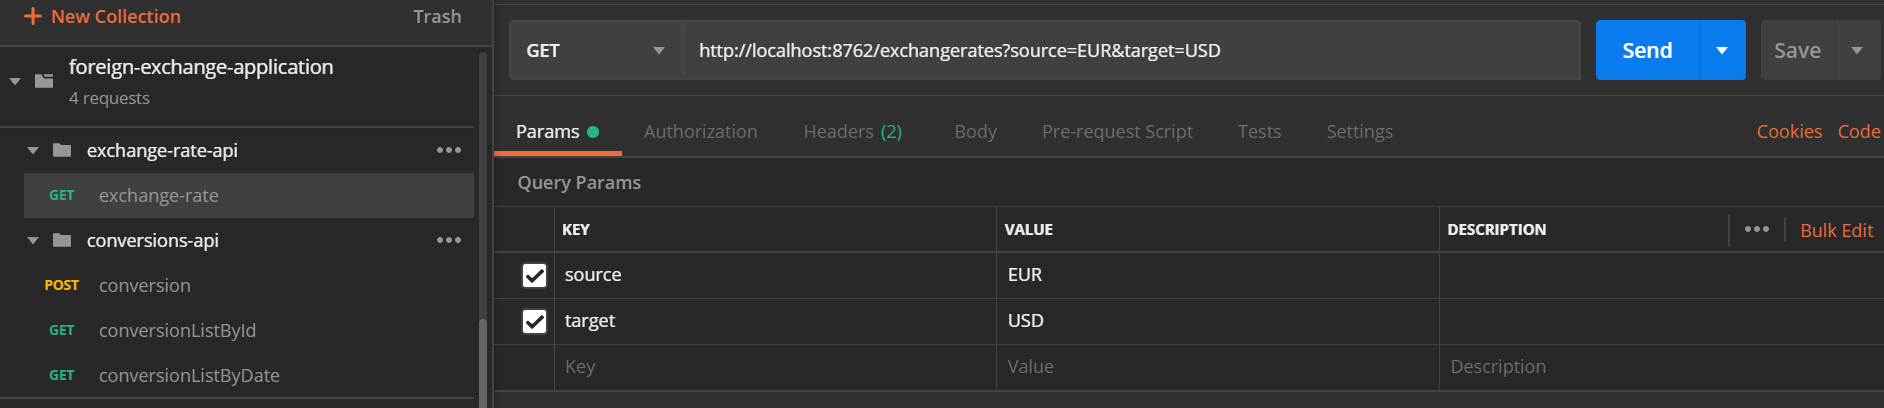 New Collection
Trash
foreign-exchange-application
4 requests
exchange-rate-api
GET exchange-rate
conversions-api
POST conversion
GET conversionListById
GET conversionListByDate
GET http://localhost:8762/exchangerates?source=EUR&target=USD Send Save
Params Authorization Headers (2) Body Pre-request Script Tests Settings Cookies Code
Query Params
KEY VALUE DESCRIPTION Bulk Edit
source EUR
target USD
Key Value Description